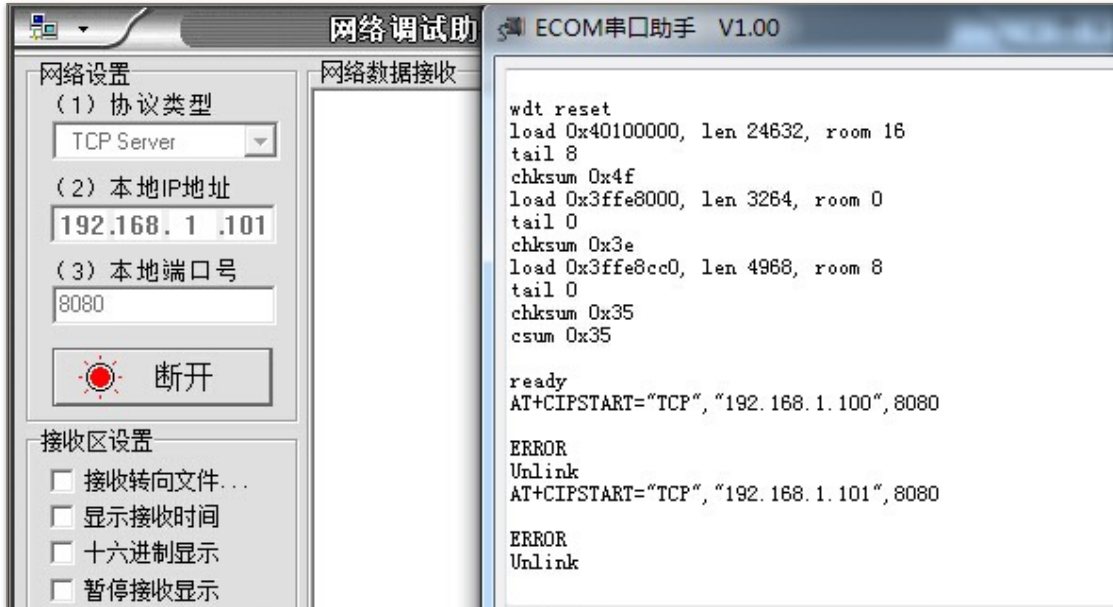 网络调试助
网络设置
（1）协议类型
TCP Server
（2）本地IP地址
192.168. 1 .101
（3）本地端口号
8080
断开
接收区设置
接收转向文件...
显示接收时间
十六进制显示
暂停接收显示
网络数据接收
ECOM串口助手 V1.00
wdt reset
load 0x40100000, len 24632, room 16
tail 8
chksum 0x4f
load 0x3ffe8000, len 3264, room 0
tail 0
chksum 0x3e
load 0x3ffe8cc0, len 4968, room 8
tail 0
chksum 0x35
csum 0x35
ready
AT+CIPSTART="TCP","192.168.1.100",8080
ERROR
Unlink
AT+CIPSTART="TCP","192.168.1.101",8080
ERROR
Unlink